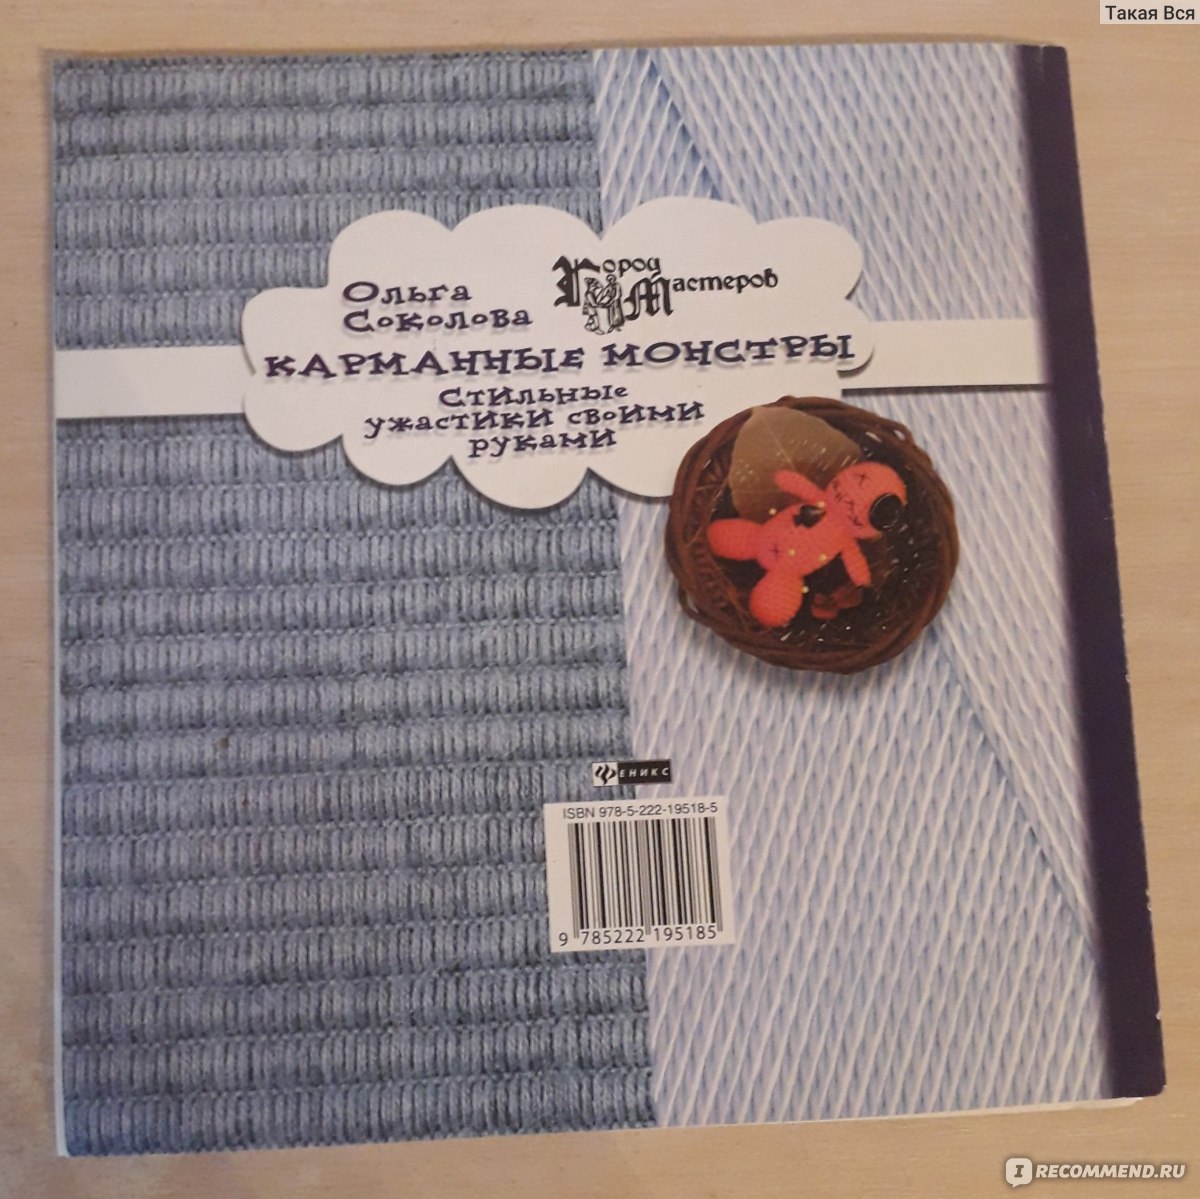 Такая Вся
Ольга
Соколова
Город
Мастеров
КАРМАННЫЕ МОНСТРЫ
Стильные
ужастики своими
руками
ФЕНИКС
ISBN 978-5-222-19518-5
9 785222 195185
IRECOMMEND.RU